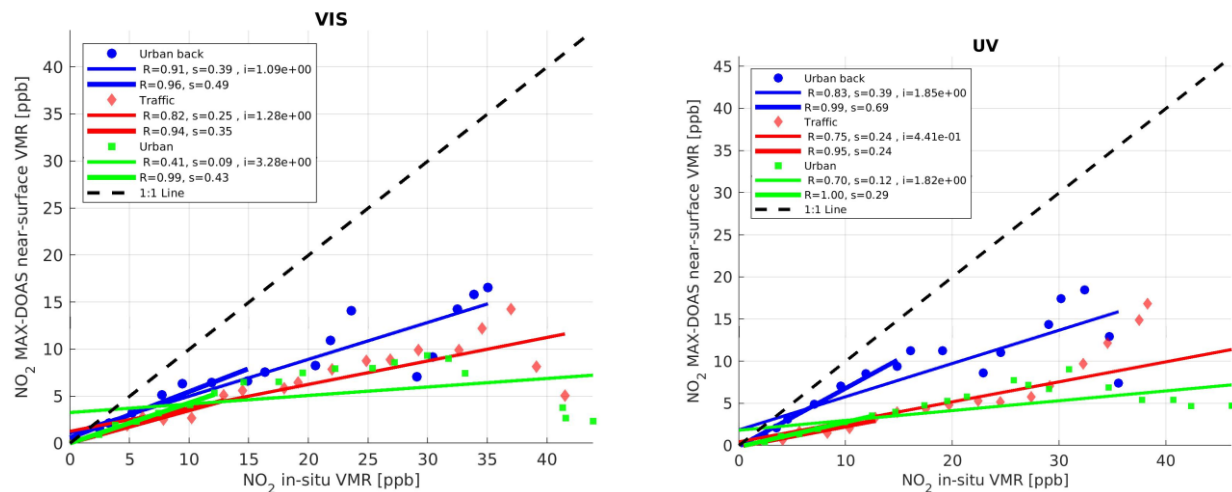 VIS
NO2 MAX-DOAS near-surface VMR [ppb]
40
35
30
25
20
15
10
5
0
Urban back
R=0.91, s=0.39 , i=1.09e+00
R=0.96, s=0.49
Traffic
R=0.82, s=0.25 , i=1.28e+00
R=0.94, s=0.35
Urban
R=0.41, s=0.09 , i=3.28e+00
R=0.99, s=0.43
1:1 Line
0 5 10 15 20 25 30 35 40
NO2 in-situ VMR [ppb]
UV
NO2 MAX-DOAS near-surface VMR [ppb]
45
40
35
30
25
20
15
10
5
0
Urban back
R=0.83, s=0.39 , i=1.85e+00
R=0.99, s=0.69
Traffic
R=0.75, s=0.24 , i=4.41e-01
R=0.95, s=0.24
Urban
R=0.70, s=0.12 , i=1.82e+00
R=1.00, s=0.29
1:1 Line
0 10 20 30 40
NO2 in-situ VMR [ppb]